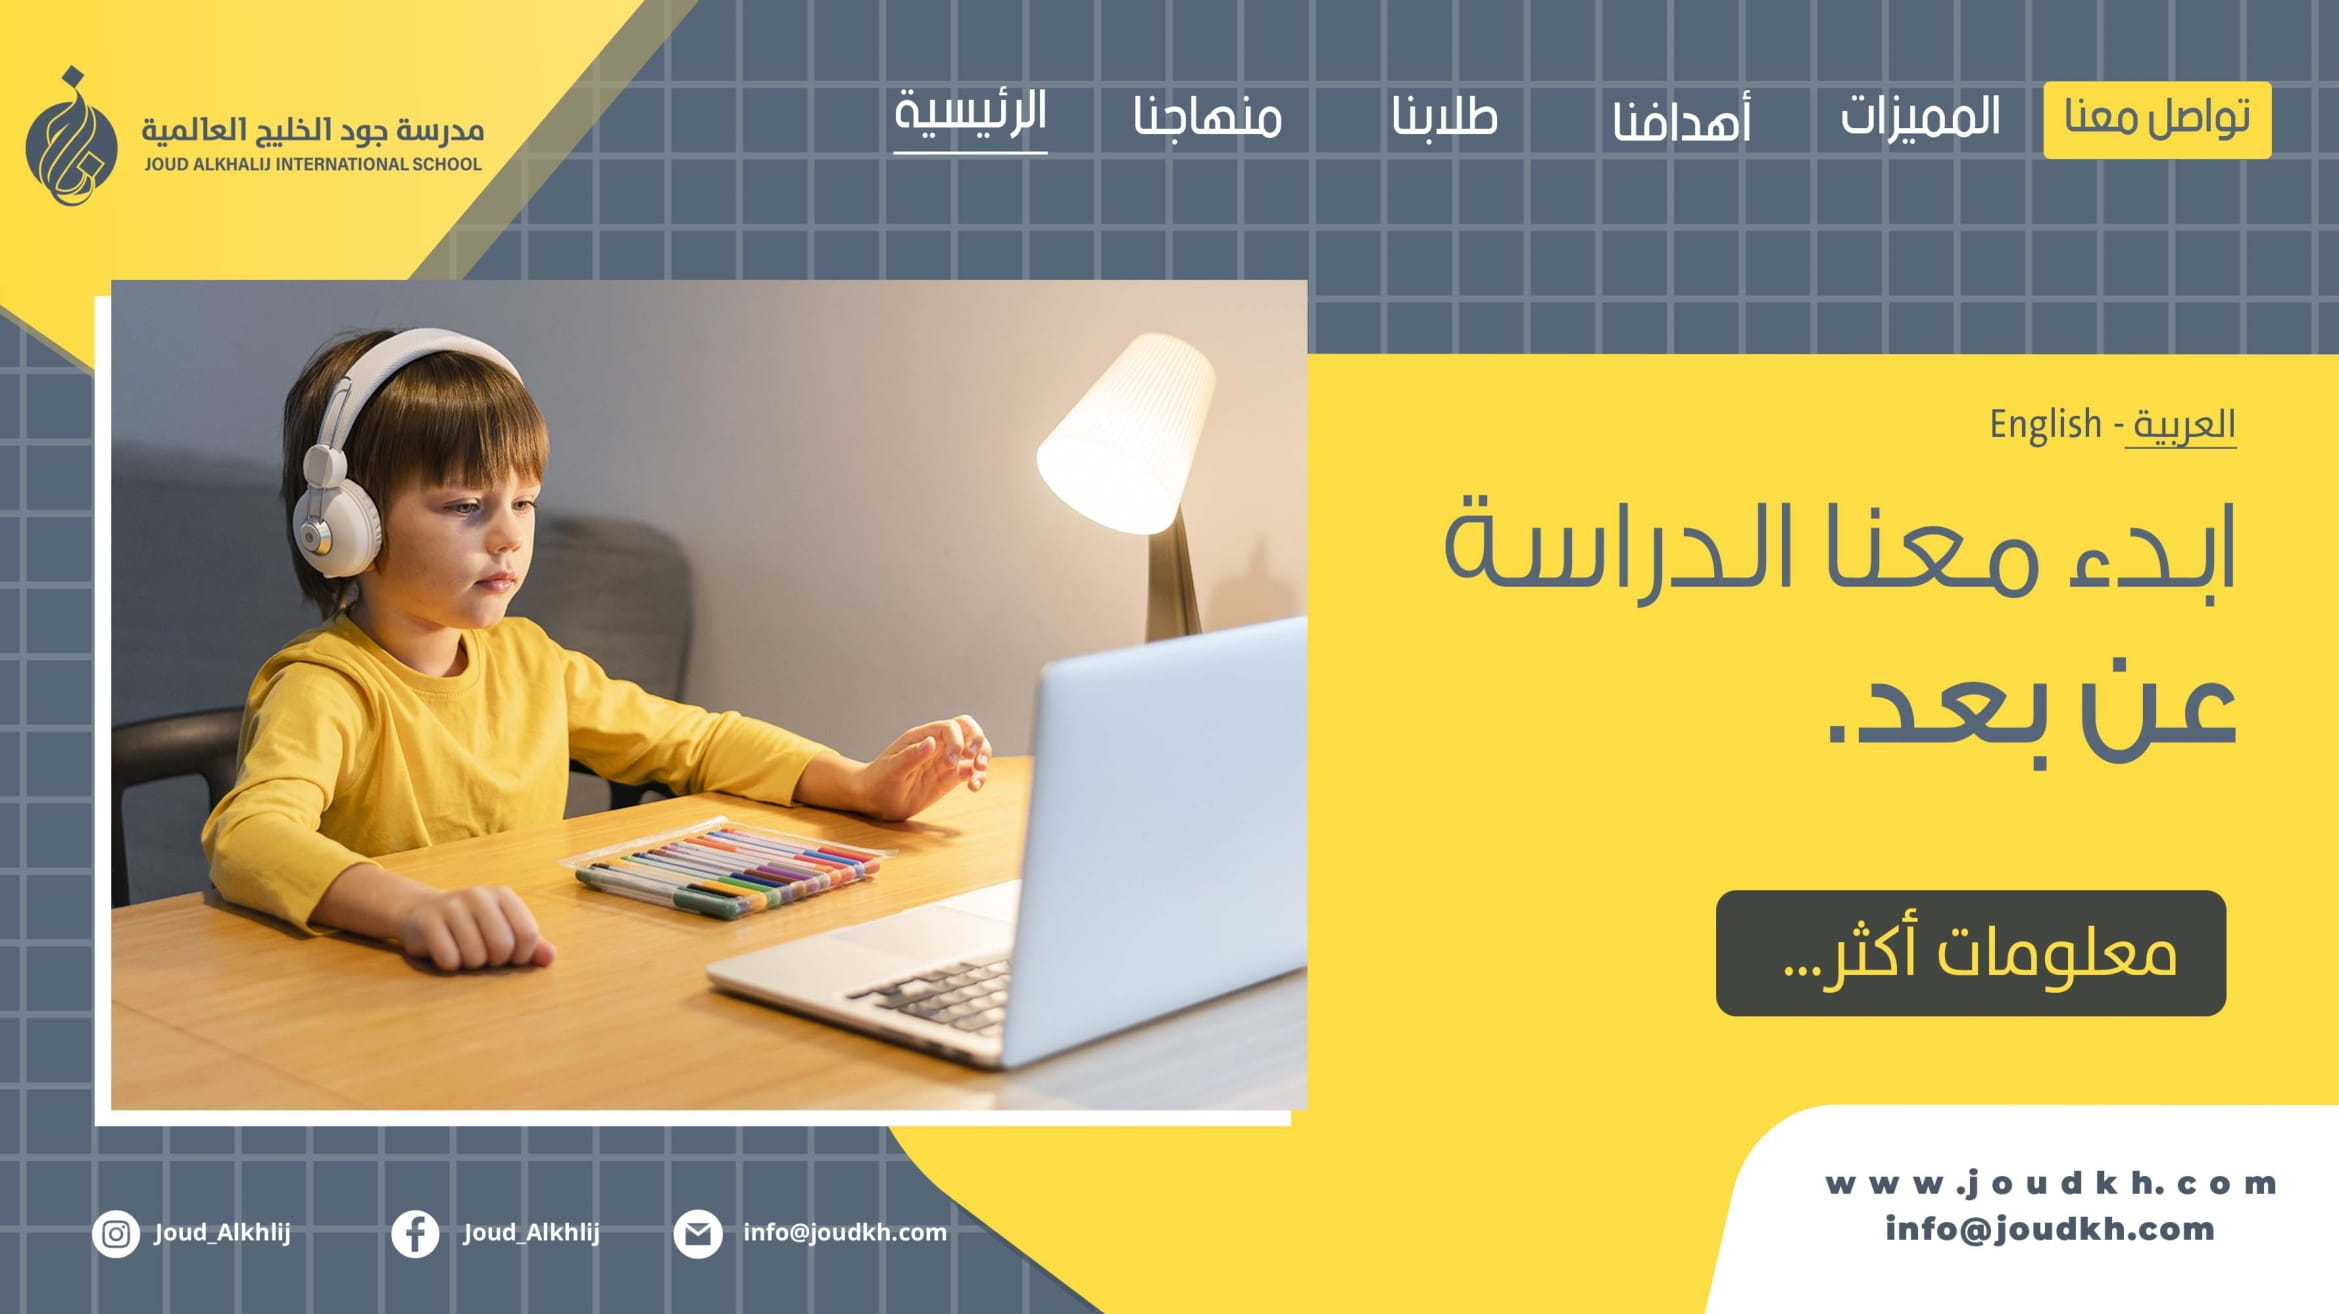 مدرسة جود الخليج العالمية
JOUD ALKHALIJ INTERNATIONAL SCHOOL
تواصل معنا
المميزات
أهدافنا
طلابنا
منهاجنا
الرئيسية
العربية - English
ابدء معنا الدراسة
عن بعد.
معلومات أكثر...
www.joudkh.com
info@joudkh.com
Joud_Alkhlij
Joud_Alkhlij
info@joudkh.com